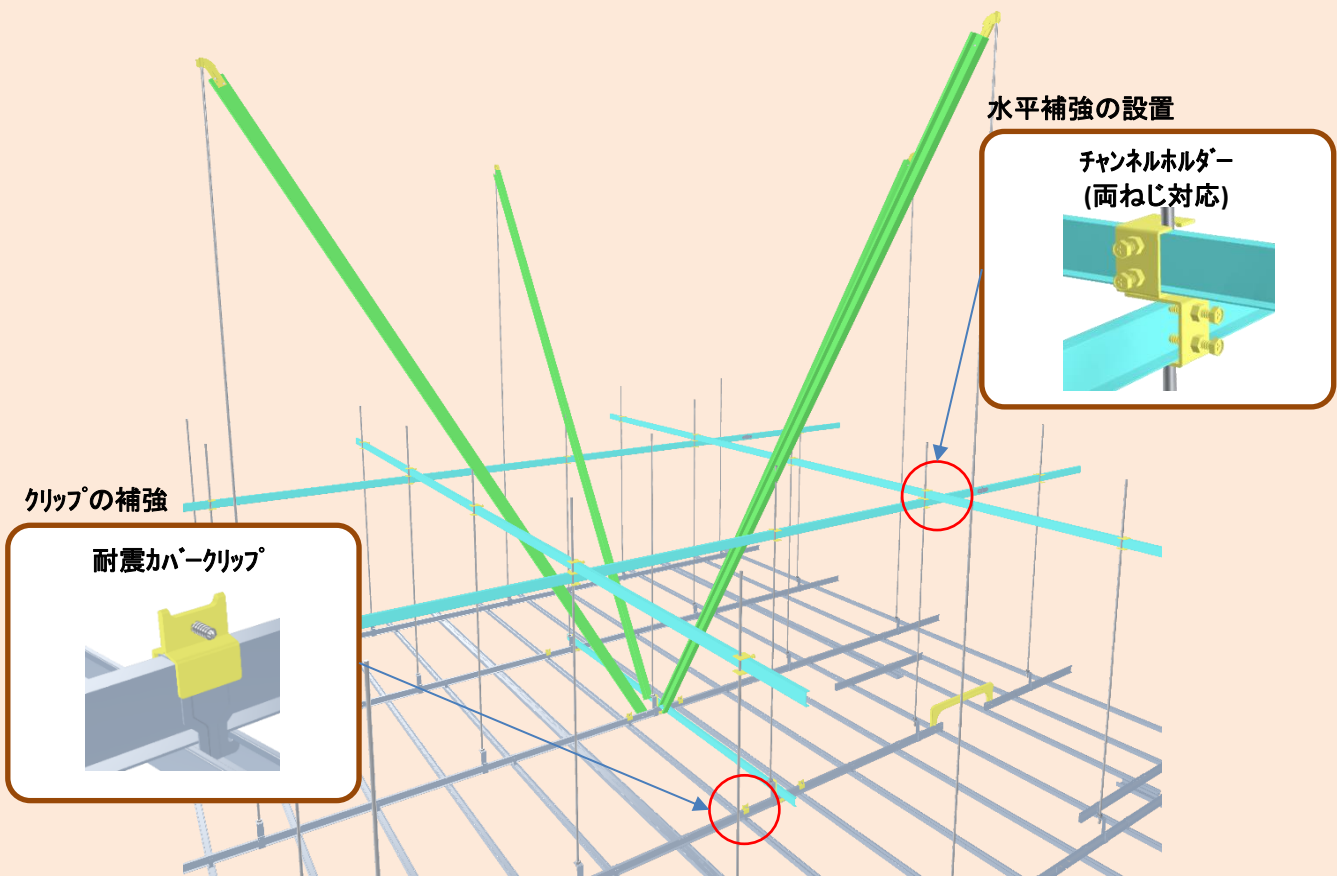 水平補強の設置
チャンネルホルダー
(両ねじ対応)
クリップの補強
耐震カバークリップ